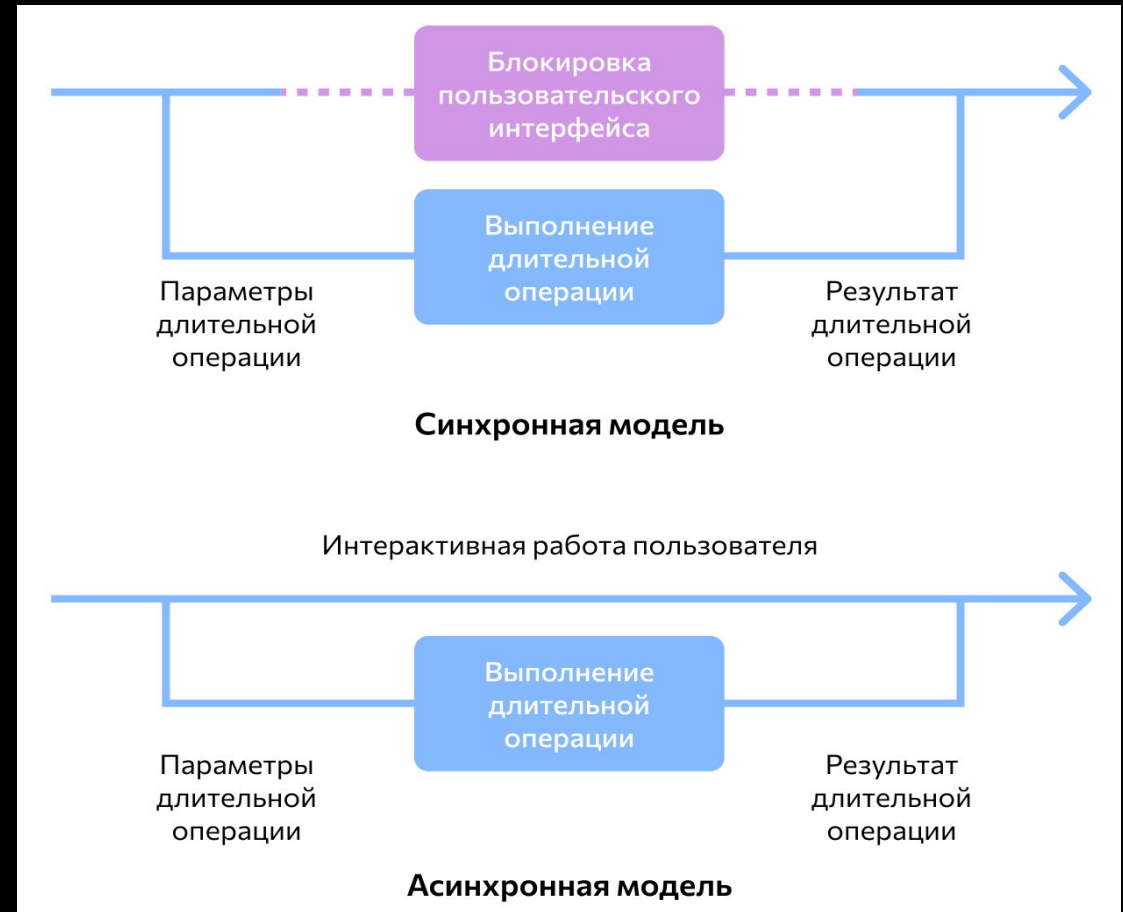 Блокировка
пользовательского
интерфейса
Выполнение
длительной
операции
Параметры
длительной
операции
Результат
длительной
операции
Синхронная модель
Интерактивная работа пользователя
Выполнение
длительной
операции
Параметры
длительной
операции
Результат
длительной
операции
Асинхронная модель